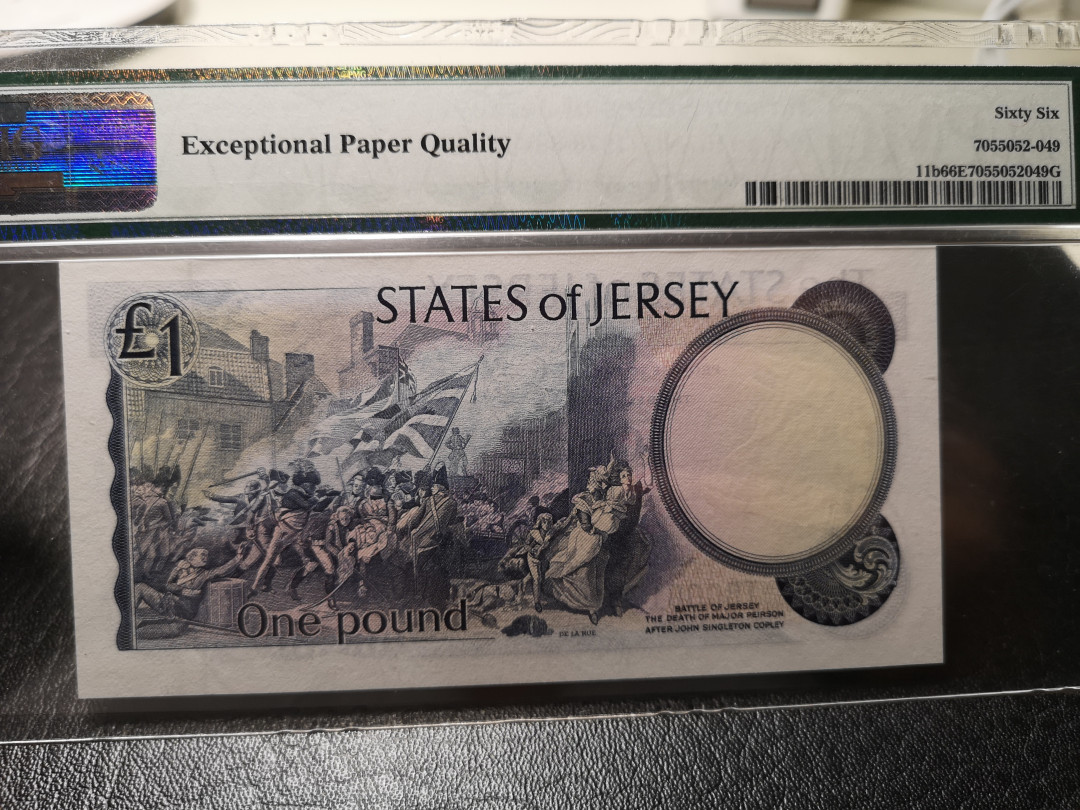 Exceptional Paper Quality
Sixty Six
7055052-049
11b66E7055052049G
£1
STATES of JERSEY
One pound
DE LA RUE
BATTLE OF JERSEY
THE DEATH OF MAJOR PEIRSON
AFTER JOHN SINGLETON COPLEY